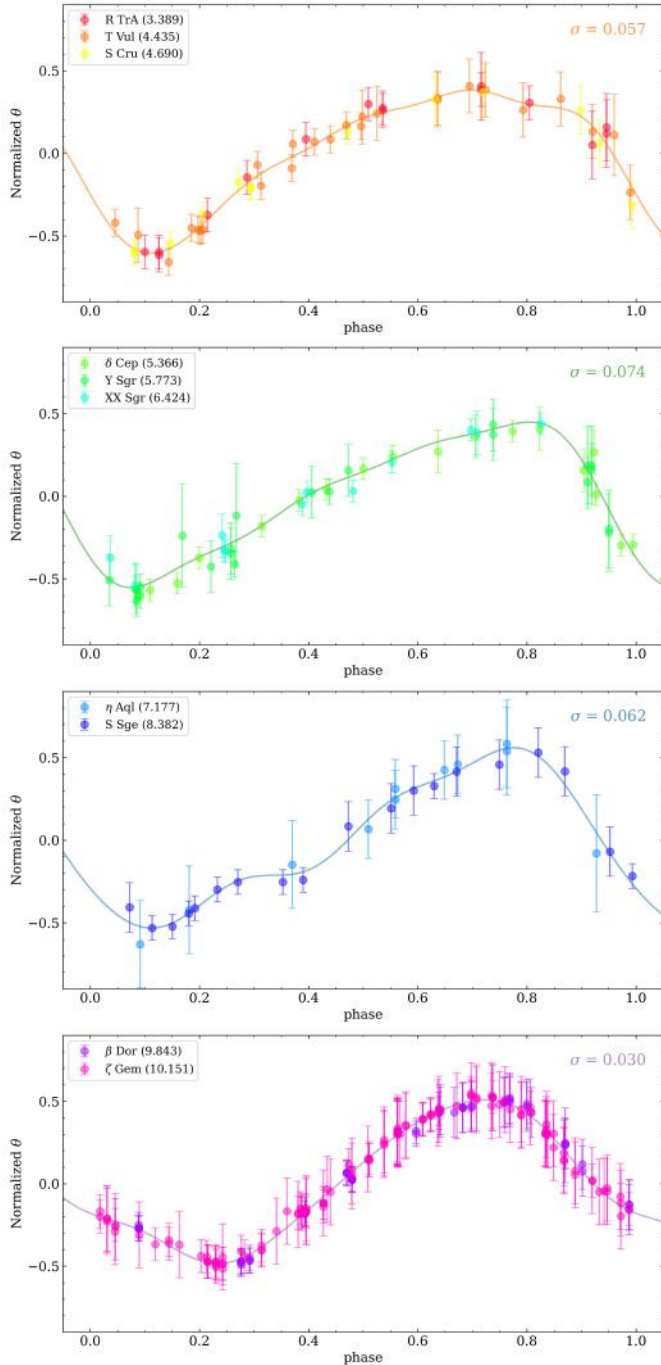 R TrA (3.389)
T Vul (4.435)
S Cru (4.690)
σ = 0.057
Normalized θ
0.5
0.0
−0.5
0.0 0.2 0.4 0.6 0.8 1.0
phase
δ Cep (5.366)
Y Sgr (5.773)
XX Sgr (6.424)
σ = 0.074
Normalized θ
0.5
0.0
−0.5
0.0 0.2 0.4 0.6 0.8 1.0
phase
η Aql (7.177)
S Sge (8.382)
σ = 0.062
Normalized θ
0.5
0.0
−0.5
0.0 0.2 0.4 0.6 0.8 1.0
phase
β Dor (9.843)
ζ Gem (10.151)
σ = 0.030
Normalized θ
0.5
0.0
−0.5
0.0 0.2 0.4 0.6 0.8 1.0
phase